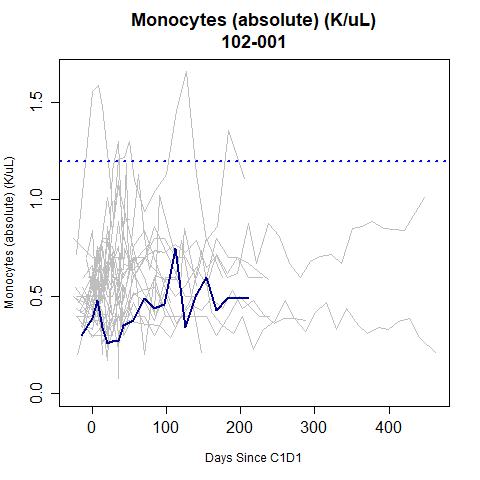 Monocytes (absolute) (K/uL)
102-001
Monocytes (absolute) (K/uL)
1.5
1.0
0.5
0.0
0 100 200 300 400
Days Since C1D1